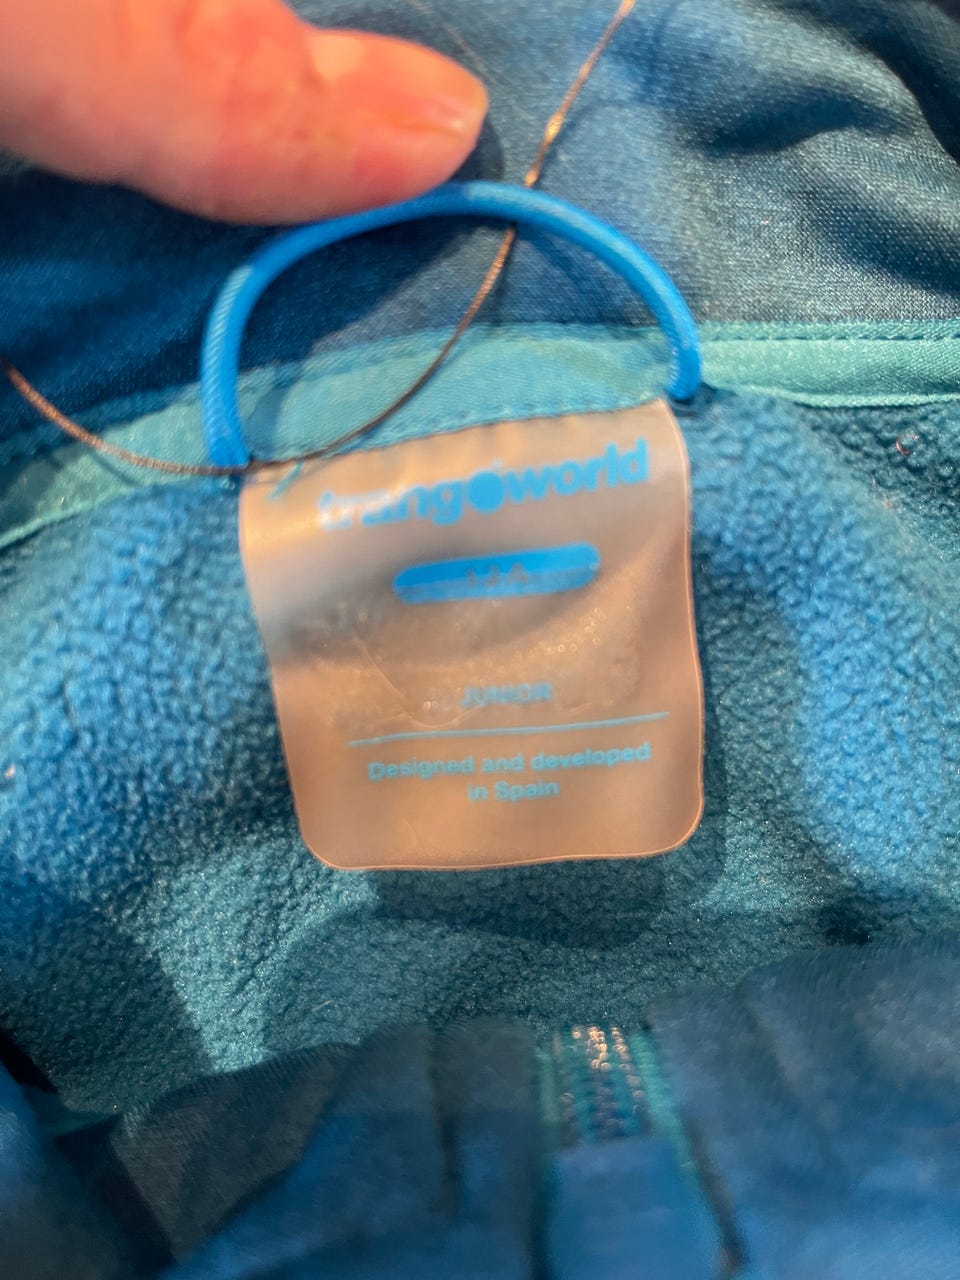 trangoworld
JUNIOR
Designed and developed
in Spain